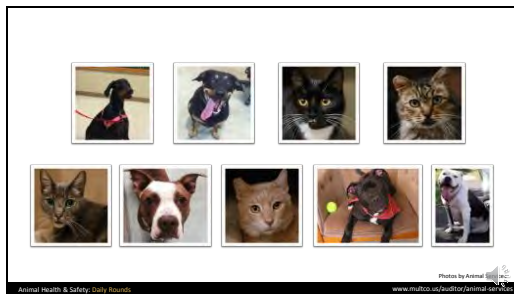 Photos by Animal
Animal Health & Safety: Daily Rounds
www.multco.us/auditor/animal-services